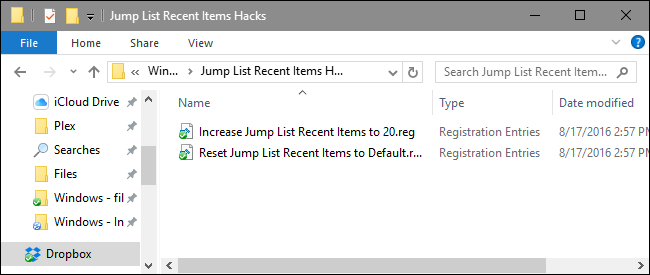 Jump List Recent Items Hacks
File Home Share View
Win... Jump List Recent Items H... Search Jump List Recent Item...
iCloud Drive
Plex
Searches
Files
Windows - fil
Windows - In
Dropbox
Name Type Date modified
Increase Jump List Recent Items to 20.reg Registration Entries 8/17/2016 2:57 PM
Reset Jump List Recent Items to Default.r... Registration Entries 8/17/2016 2:57 PM